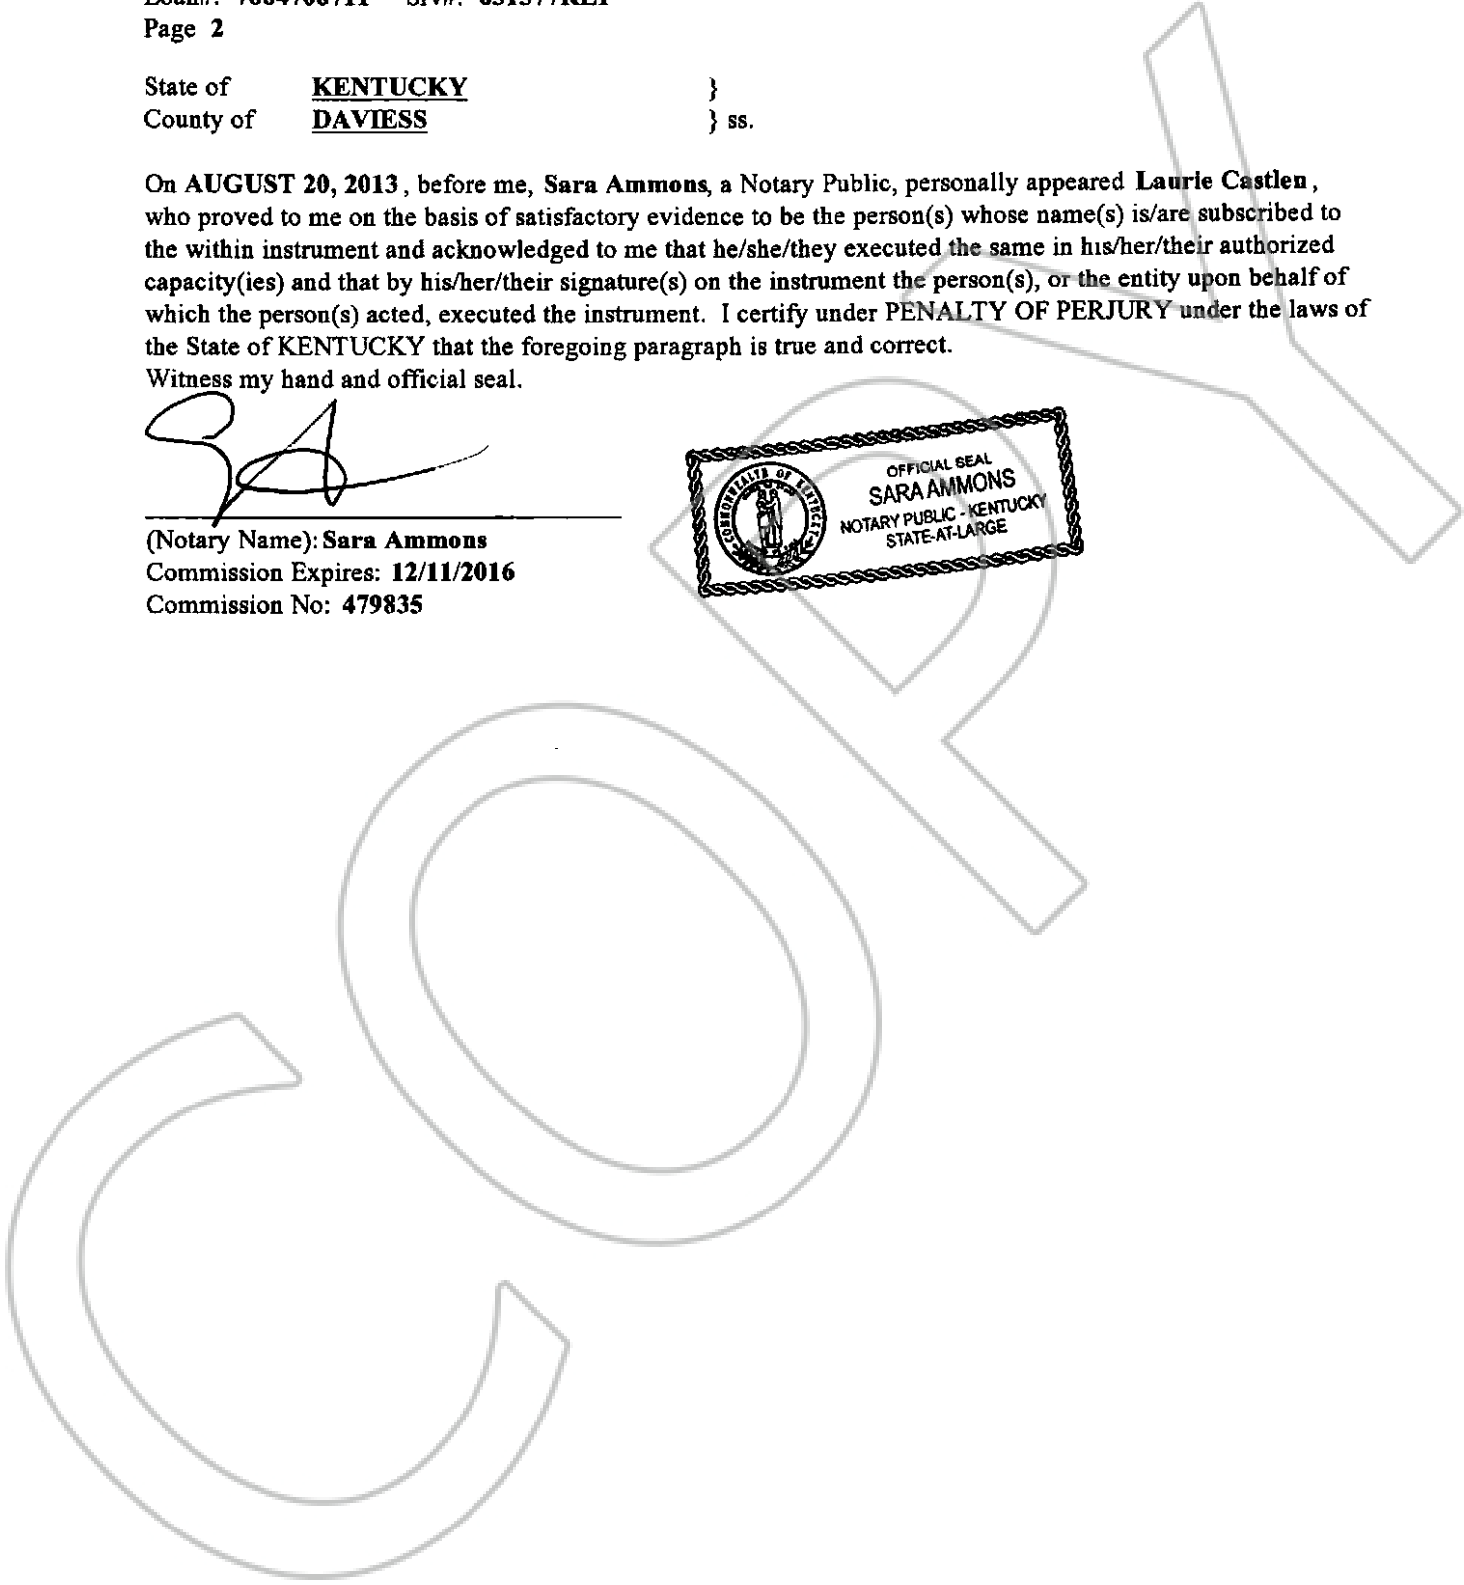 Page 2
State of KENTUCKY }
County of DAVIESS } ss.
On AUGUST 20, 2013, before me, Sara Ammons, a Notary Public, personally appeared Laurie Castlen,
who proved to me on the basis of satisfactory evidence to be the person(s) whose name(s) is/are subscribed to
the within instrument and acknowledged to me that he/she/they executed the same in his/her/their authorized
capacity(ies) and that by his/her/their signature(s) on the instrument the person(s), or the entity upon behalf of
which the person(s) acted, executed the instrument. I certify under PENALTY OF PERJURY under the laws of
the State of KENTUCKY that the foregoing paragraph is true and correct.
Witness my hand and official seal.
(Notary Name): Sara Ammons
Commission Expires: 12/11/2016
Commission No: 479835
COMMONWEALTH OF KENTUCKY
OFFICIAL SEAL
SARA AMMONS
NOTARY PUBLIC - KENTUCKY
STATE-AT-LARGE
COPY